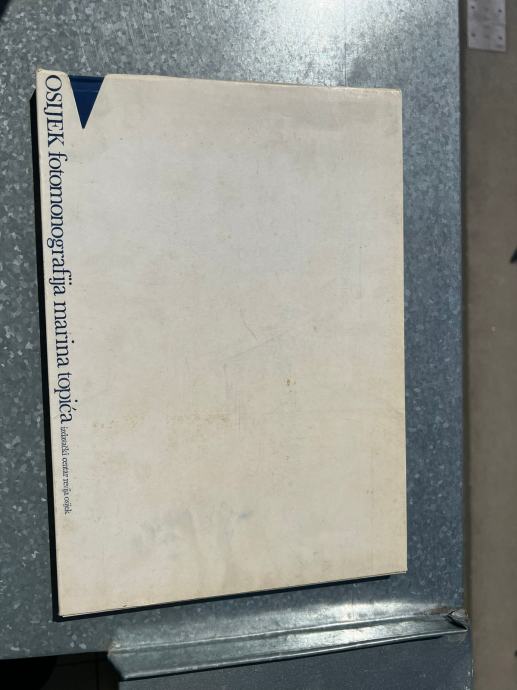 OSIJEK fotomonografija marina topića izdavački centar revija osijek